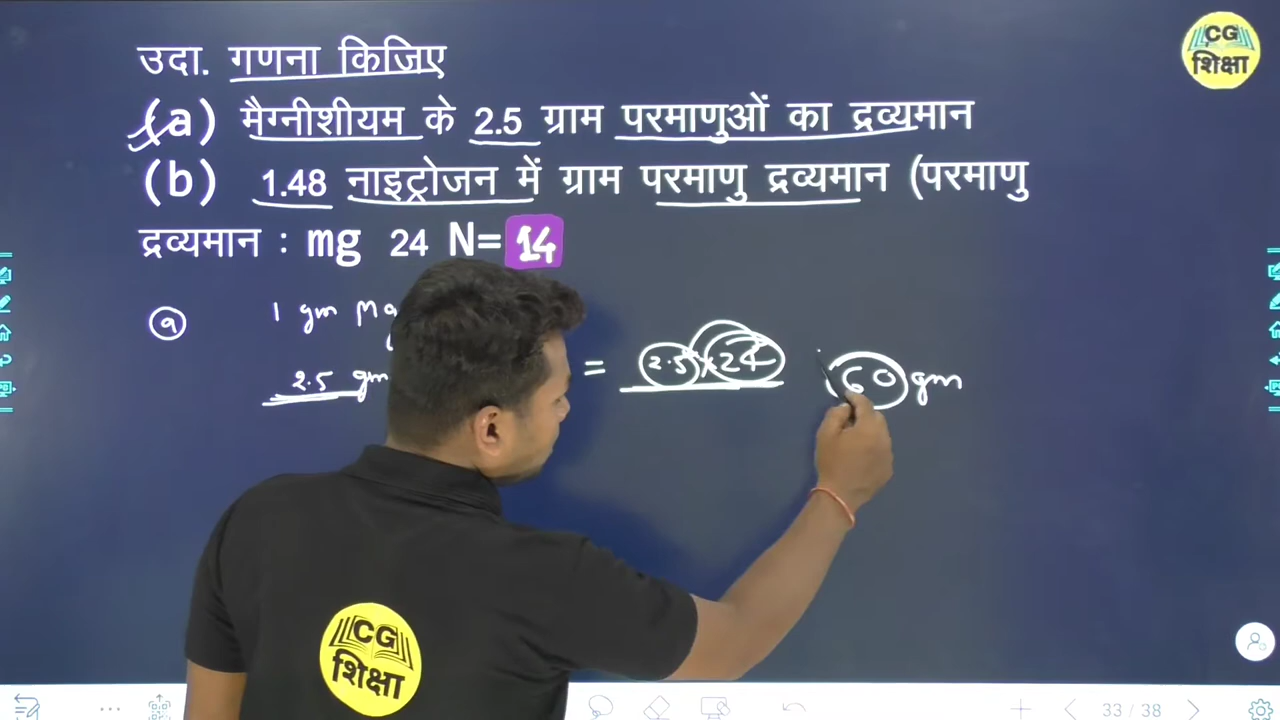 उदा. गणना किजिए
CG
शिक्षा
(a) मैग्नीशीयम के 2.5 ग्राम परमाणुओं का द्रव्यमान
(b) 1.48 नाइट्रोजन में ग्राम परमाणु द्रव्यमान (परमाणु
द्रव्यमान : mg 24 N= 14
(a) 1 gm Mg
2.5 gm = 2.5 × 24 60 gm
CG
शिक्षा
33 / 38